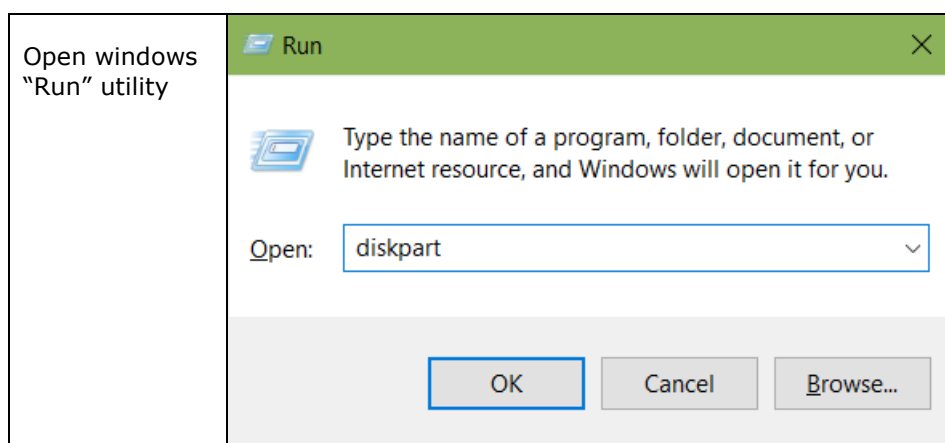 Open windows
“Run” utility
Run
Type the name of a program, folder, document, or
Internet resource, and Windows will open it for you.
Open: diskpart
OK Cancel Browse...